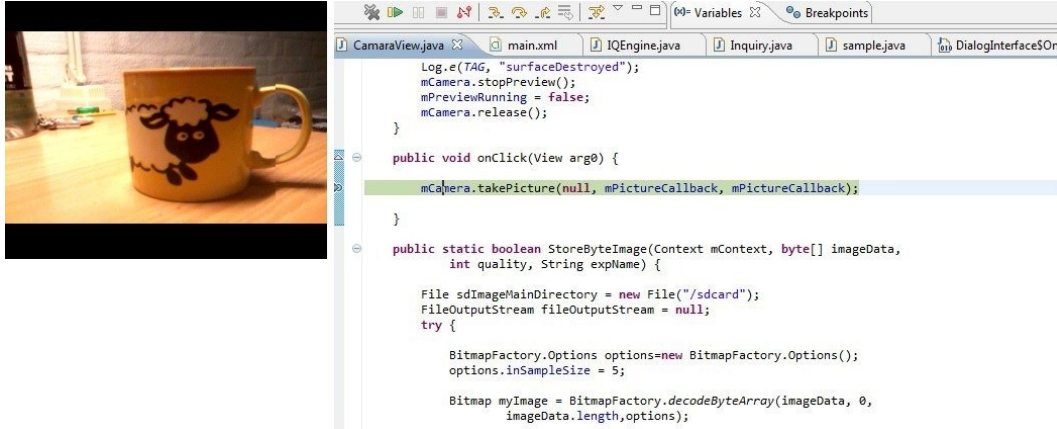 (x)= Variables Breakpoints
CamaraView.java main.xml IQEngine.java Inquiry.java sample.java DialogInterface$On
Log.e(TAG, "surfaceDestroyed");
mCamera.stopPreview();
mPreviewRunning = false;
mCamera.release();
}
public void onClick(View arg0) {
mCamera.takePicture(null, mPictureCallback, mPictureCallback);
}
public static boolean StoreByteImage(Context mContext, byte[] imageData,
int quality, String expName) {
File sdImageMainDirectory = new File("/sdcard");
FileOutputStream fileOutputStream = null;
try {
BitmapFactory.Options options=new BitmapFactory.Options();
options.inSampleSize = 5;
Bitmap myImage = BitmapFactory.decodeByteArray(imageData, 0,
imageData.length,options);